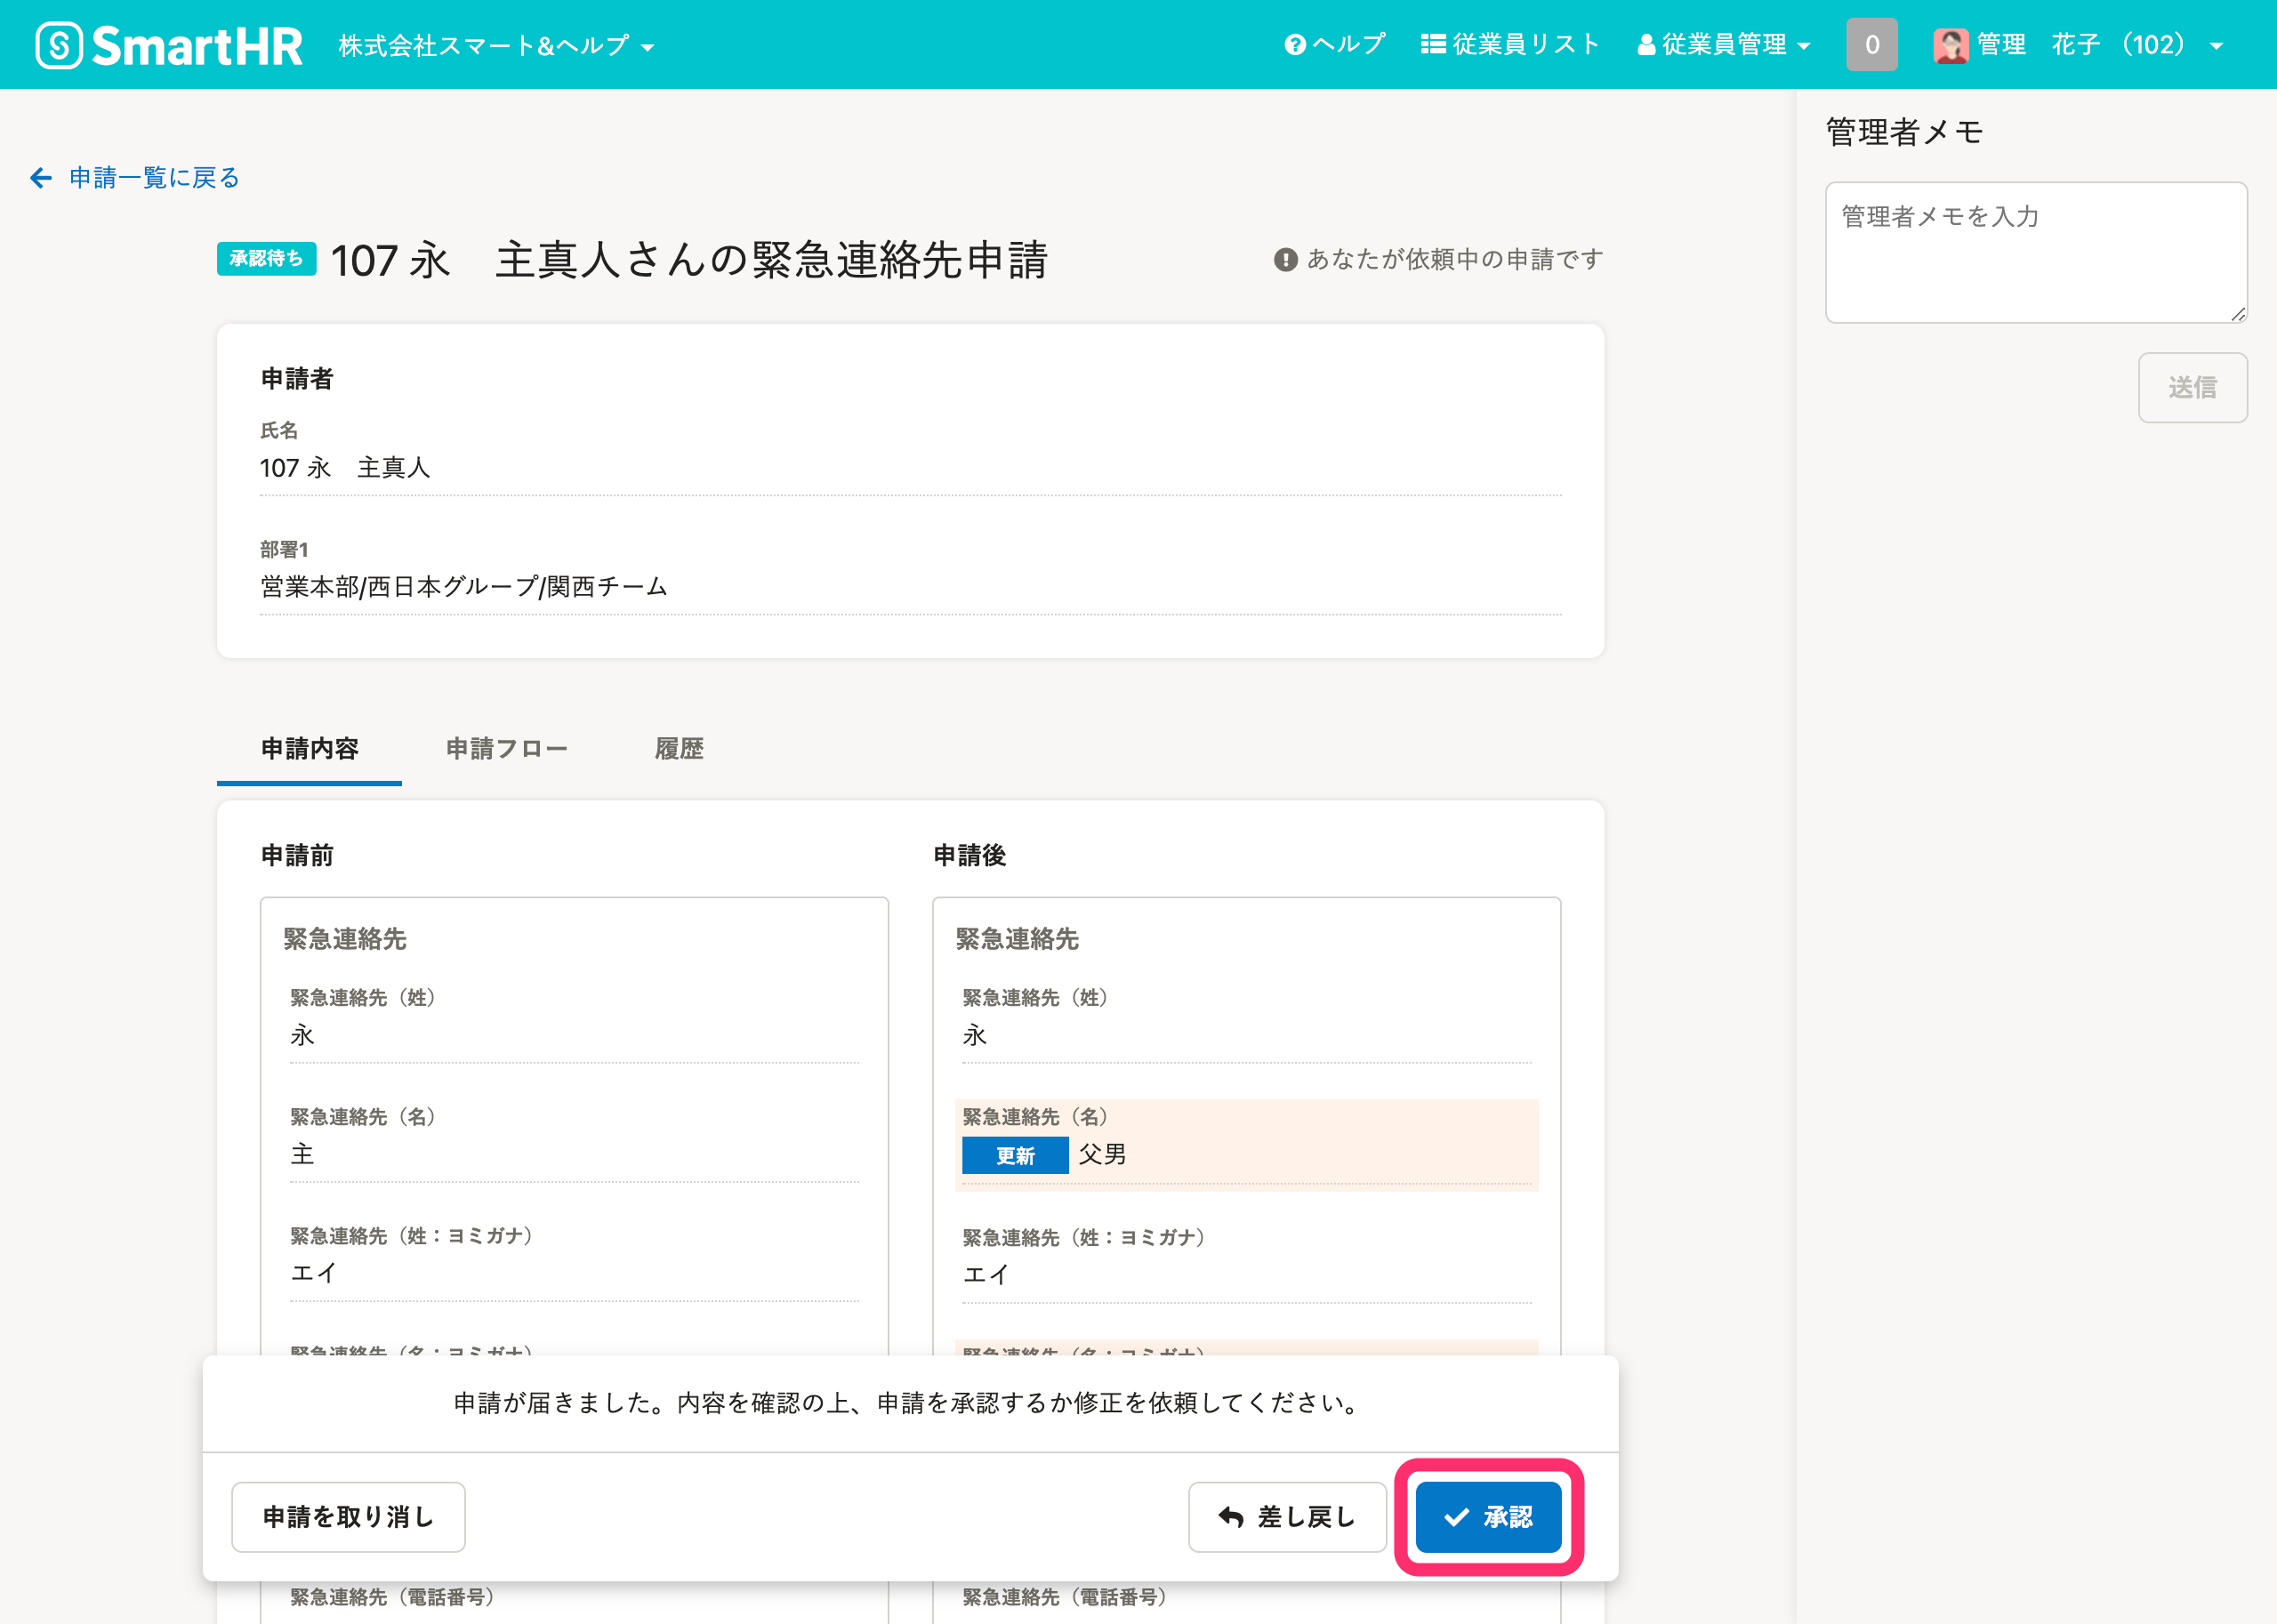 SmartHR 株式会社スマート&ヘルプ ヘルプ 従業員リスト 従業員管理 0 管理　花子（102）
申請一覧に戻る
承認待ち 107 永　主真人さんの緊急連絡先申請 あなたが依頼中の申請です
申請者
氏名
107 永　主真人
部署1
営業本部/西日本グループ/関西チーム
申請内容 申請フロー 履歴
申請前
緊急連絡先
緊急連絡先（姓）
永
緊急連絡先（名）
主
緊急連絡先（姓：ヨミガナ）
エイ
緊急連絡先（名：ヨミガナ）
緊急連絡先（電話番号）
申請後
緊急連絡先
緊急連絡先（姓）
永
緊急連絡先（名）
更新 父男
緊急連絡先（姓：ヨミガナ）
エイ
緊急連絡先（名：ヨミガナ）
緊急連絡先（電話番号）
申請が届きました。内容を確認の上、申請を承認するか修正を依頼してください。
申請を取り消し 差し戻し 承認
管理者メモ
管理者メモを入力
送信